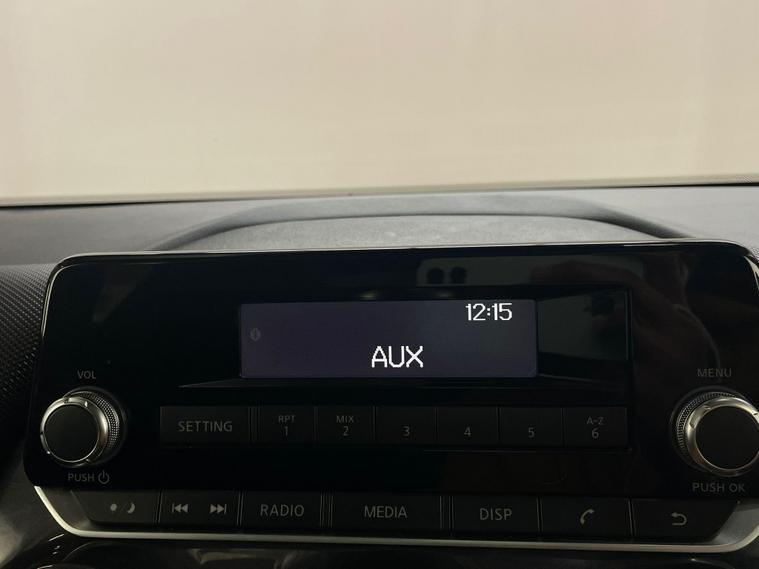 12:15
AUX
VOL
MENU
SETTING
RPT
1
MIX
2
3
4
5
A-Z
6
PUSH
PUSH OK
RADIO
MEDIA
DISP